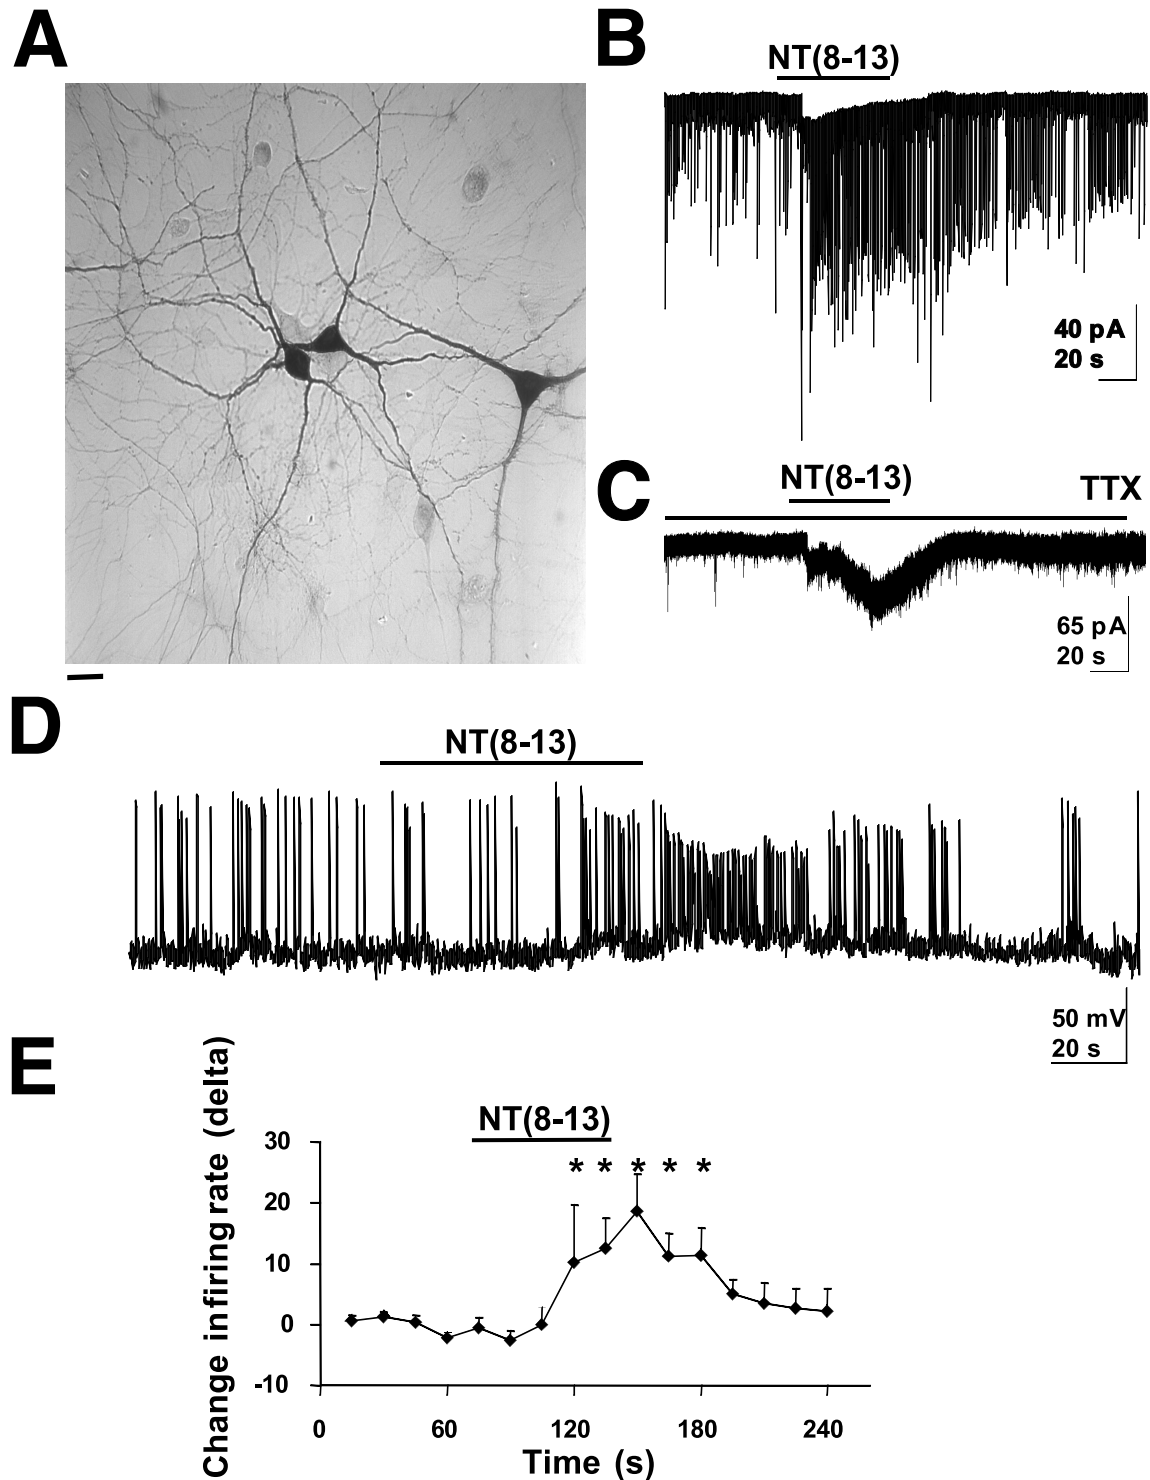 A
B
NT(8-13)
40 pA
20 s
C
NT(8-13)
TTX
65 pA
20 s
D
NT(8-13)
50 mV
20 s
E
Change in firing rate (delta)
NT(8-13)
30
20
10
0
-10
* * * * *
0 60 120 180 240
Time (s)